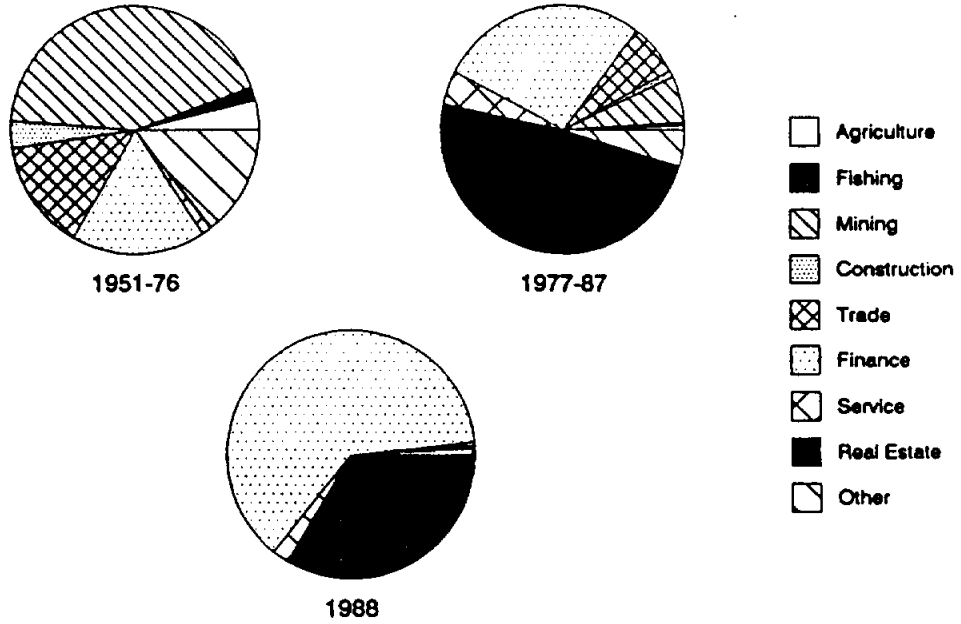 1951-76
1977-87
1988
Agriculture
Fishing
Mining
Construction
Trade
Finance
Service
Real Estate
Other